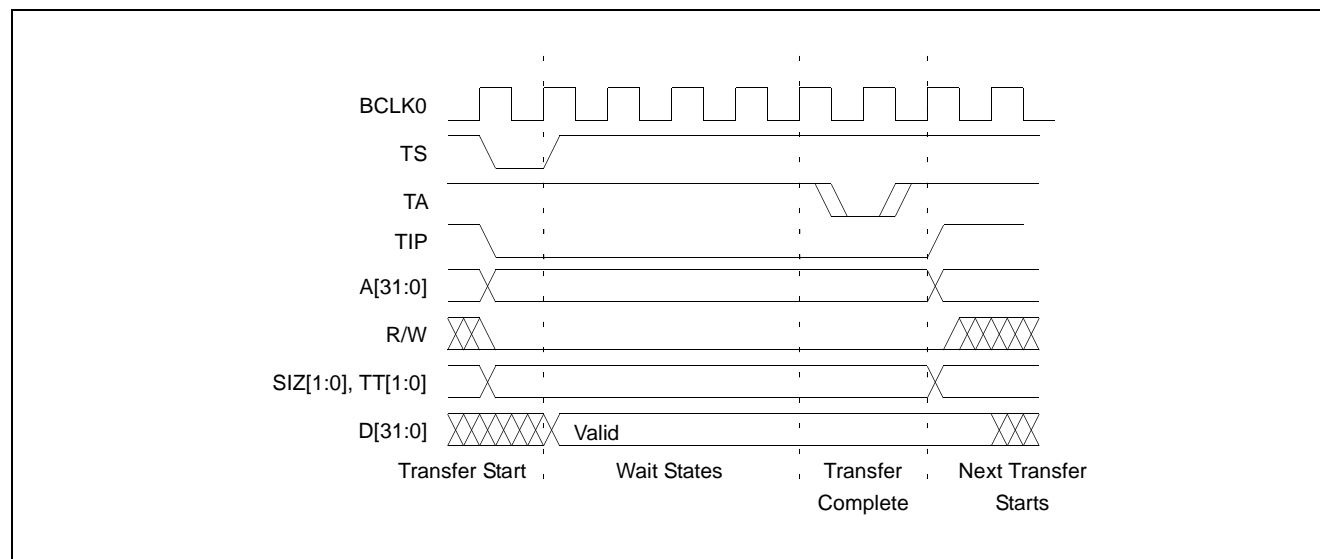 BCLK0
TS
TA
TIP
A[31:0]
R/W
SIZ[1:0], TT[1:0]
D[31:0]
Valid
Transfer Start
Wait States
Transfer
Complete
Next Transfer
Starts